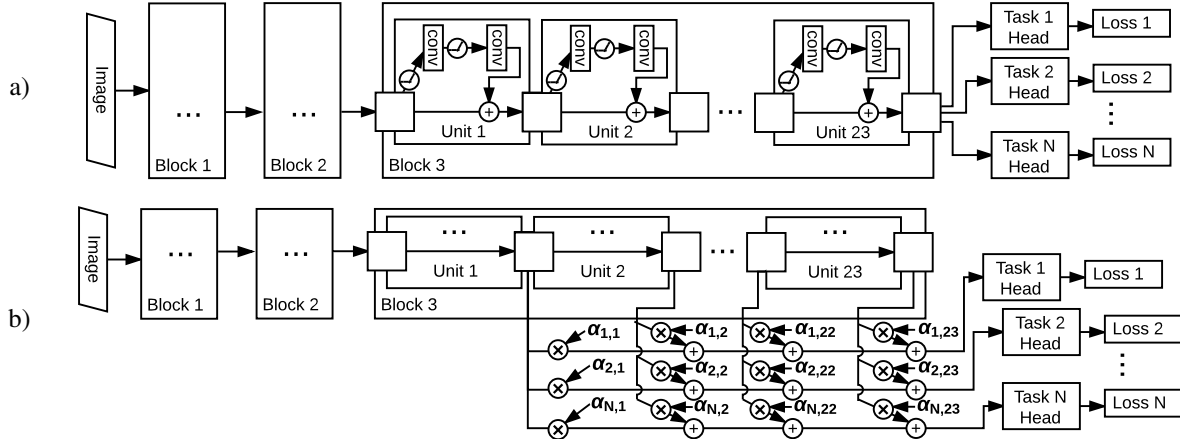 a)
Image
...
Block 1
...
Block 2
conv
conv
Unit 1
conv
conv
Unit 2
...
conv
conv
Unit 23
Block 3
Task 1
Head
Loss 1
Task 2
Head
Loss 2
...
Task N
Head
Loss N
b)
Image
...
Block 1
...
Block 2
...
Unit 1
...
Unit 2
...
...
Unit 23
Block 3
Task 1
Head
Loss 1
Task 2
Head
Loss 2
...
Task N
Head
Loss N
α1,1
α1,2
α1,22
α1,23
α2,1
α2,2
α2,22
α2,23
αN,1
αN,2
αN,22
αN,23